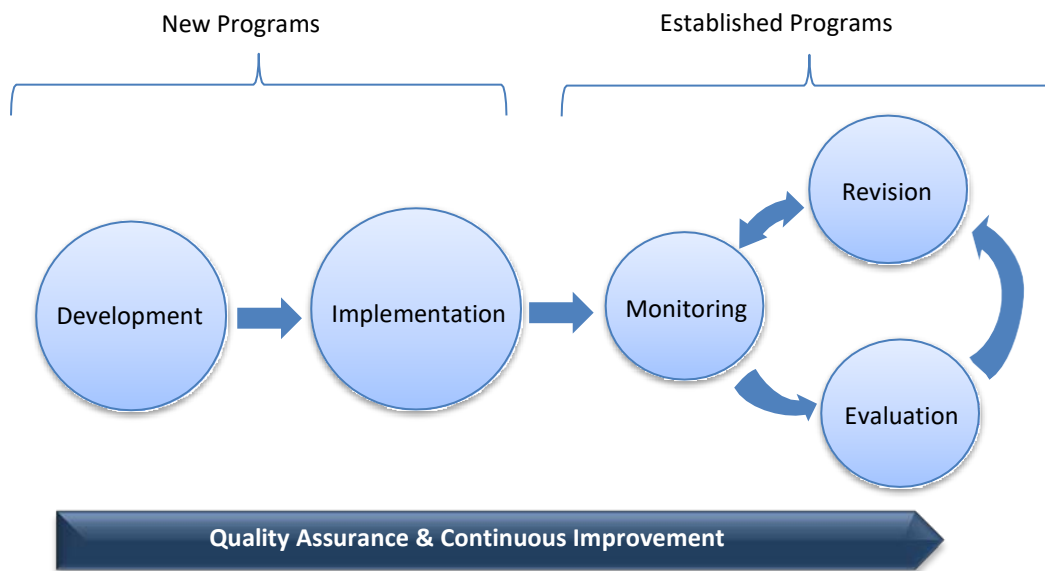 New Programs
Established Programs
Revision
Development
Implementation
Monitoring
Evaluation
Quality Assurance & Continuous Improvement